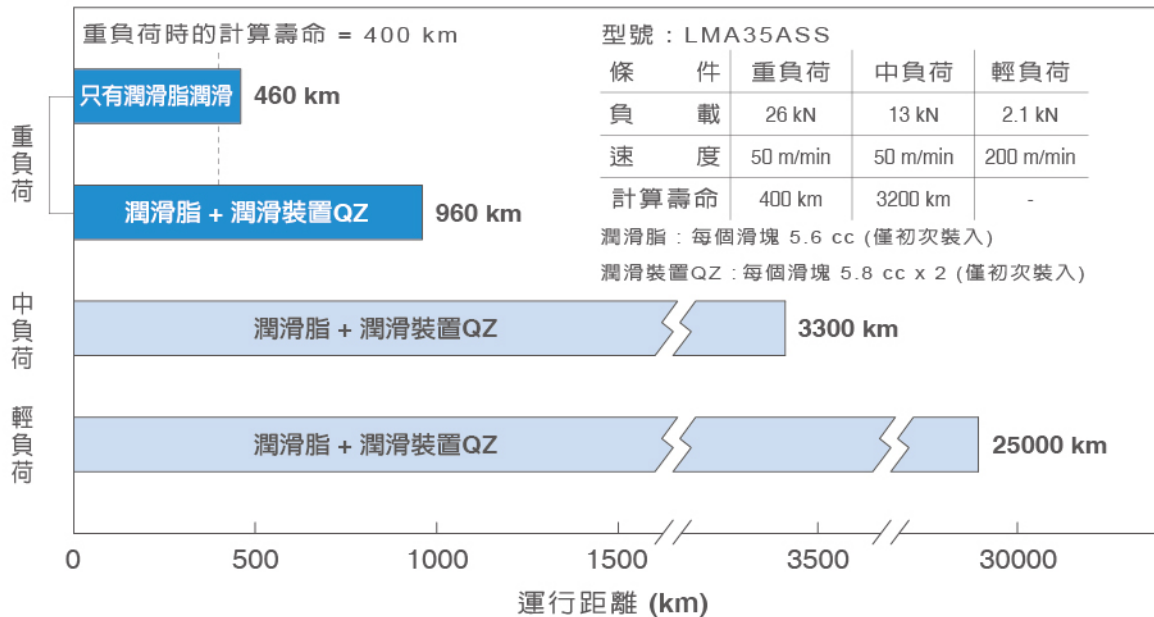 重負荷時的計算壽命 = 400 km
型號：LMA35ASS
條件 重負荷 中負荷 輕負荷
負載 26 kN 13 kN 2.1 kN
速度 50 m/min 50 m/min 200 m/min
計算壽命 400 km 3200 km -
潤滑脂：每個滑塊 5.6 cc (僅初次裝入)
潤滑裝置QZ：每個滑塊 5.8 cc x 2 (僅初次裝入)
重負荷
只有潤滑脂潤滑 460 km
潤滑脂 + 潤滑裝置QZ 960 km
中負荷
潤滑脂 + 潤滑裝置QZ 3300 km
輕負荷
潤滑脂 + 潤滑裝置QZ 25000 km
0 500 1000 1500 3500 30000
運行距離 (km)